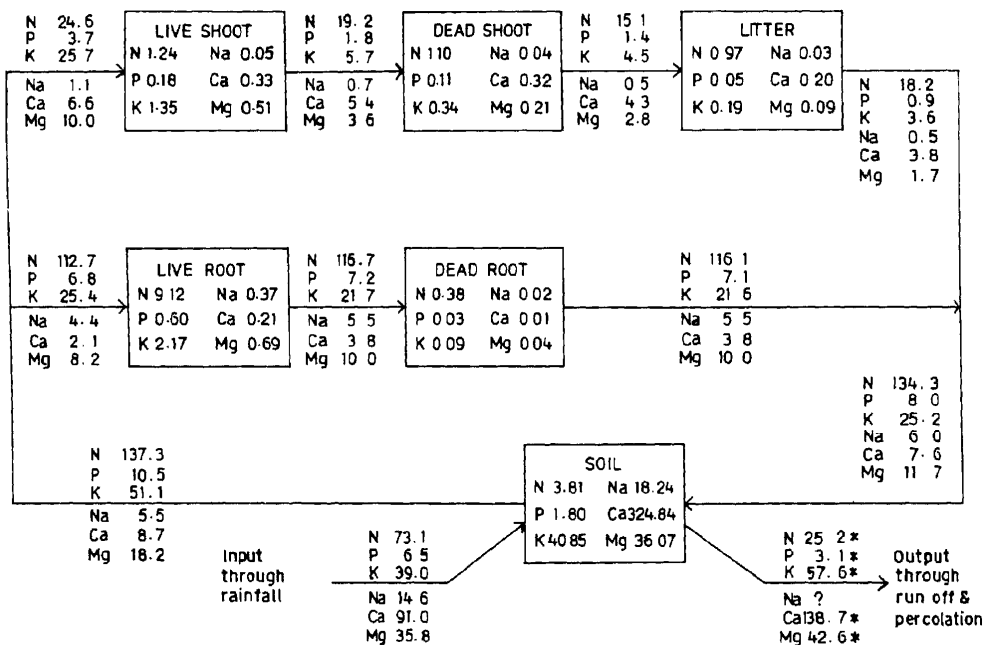 N 24.6
P 3.7
K 25 7
Na 1.1
Ca 6.6
Mg 10.0
LIVE SHOOT
N 1.24 Na 0.05
P 0.18 Ca 0.33
K 1.35 Mg 0.51
N 19.2
P 1.8
K 5.7
Na 0.7
Ca 5 4
Mg 3 6
DEAD SHOOT
N 1 10 Na 0 04
P 0.11 Ca 0.32
K 0.34 Mg 0.21
N 15 1
P 1.4
K 4.5
Na 0 5
Ca 4 3
Mg 2.8
LITTER
N 0 97 Na 0.03
P 0 05 Ca 0 20
K 0.19 Mg 0.09
N 18.2
P 0.9
K 3.6
Na 0.5
Ca 3.8
Mg 1.7
N 112.7
P 6.8
K 25.4
Na 4.4
Ca 2.1
Mg 8.2
LIVE ROOT
N 9 12 Na 0.37
P 0.60 Ca 0.21
K 2.17 Mg 0.69
N 116.7
P 7.2
K 21 7
Na 5 5
Ca 3 8
Mg 10 0
DEAD ROOT
N 0.38 Na 0 02
P 0 03 Ca 0 01
K 0 09 Mg 0 04
N 116 1
P 7.1
K 21 6
Na 5 5
Ca 3 8
Mg 10 0
N 134.3
P 8 0
K 25.2
Na 6 0
Ca 7.6
Mg 11 7
N 137.3
P 10.5
K 51.1
Na 5.5
Ca 8.7
Mg 18.2
SOIL
N 3.81 Na 18.24
P 1.80 Ca324.84
K 40 85 Mg 36 07
Input
through
rainfall
N 73.1
P 6 5
K 39.0
Na 14 6
Ca 91.0
Mg 35.8
N 25 2*
P 3.1*
K 57.6*
Na ?
Ca138.7*
Mg 42.6*
Output
through
run off &
percolation